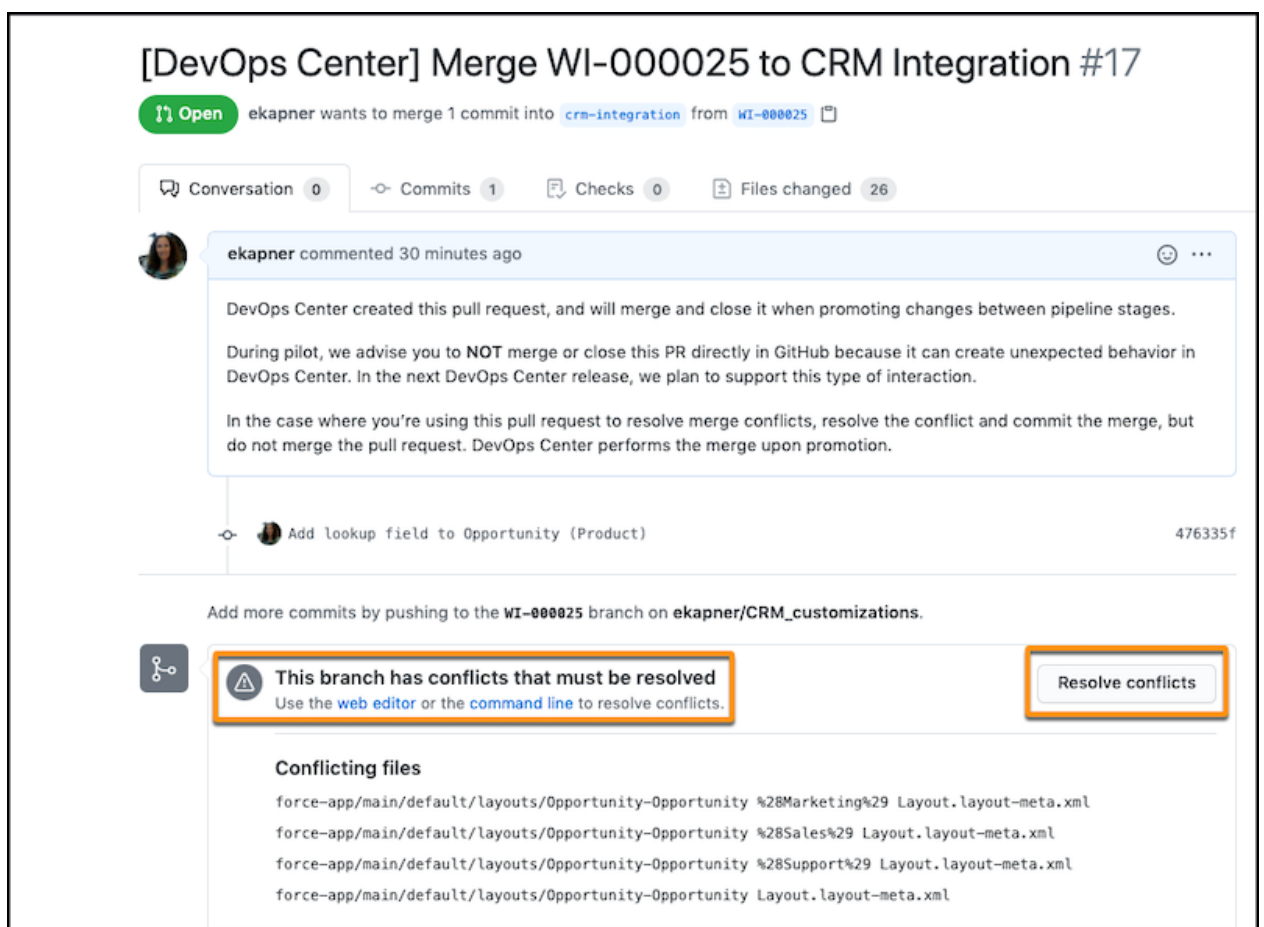 [DevOps Center] Merge WI-000025 to CRM Integration #17
Open ekapner wants to merge 1 commit into crm-integration from WI-000025
Conversation 0 Commits 1 Checks 0 Files changed 26
ekapner commented 30 minutes ago
DevOps Center created this pull request, and will merge and close it when promoting changes between pipeline stages.
During pilot, we advise you to NOT merge or close this PR directly in GitHub because it can create unexpected behavior in
DevOps Center. In the next DevOps Center release, we plan to support this type of interaction.
In the case where you're using this pull request to resolve merge conflicts, resolve the conflict and commit the merge, but
do not merge the pull request. DevOps Center performs the merge upon promotion.
Add lookup field to Opportunity (Product) 476335f
Add more commits by pushing to the WI-000025 branch on ekapner/CRM_customizations.
This branch has conflicts that must be resolved
Resolve conflicts
Use the web editor or the command line to resolve conflicts.
Conflicting files
force-app/main/default/layouts/Opportunity-Opportunity %28Marketing%29 Layout.layout-meta.xml
force-app/main/default/layouts/Opportunity-Opportunity %28Sales%29 Layout.layout-meta.xml
force-app/main/default/layouts/Opportunity-Opportunity %28Support%29 Layout.layout-meta.xml
force-app/main/default/layouts/Opportunity-Opportunity Layout.layout-meta.xml